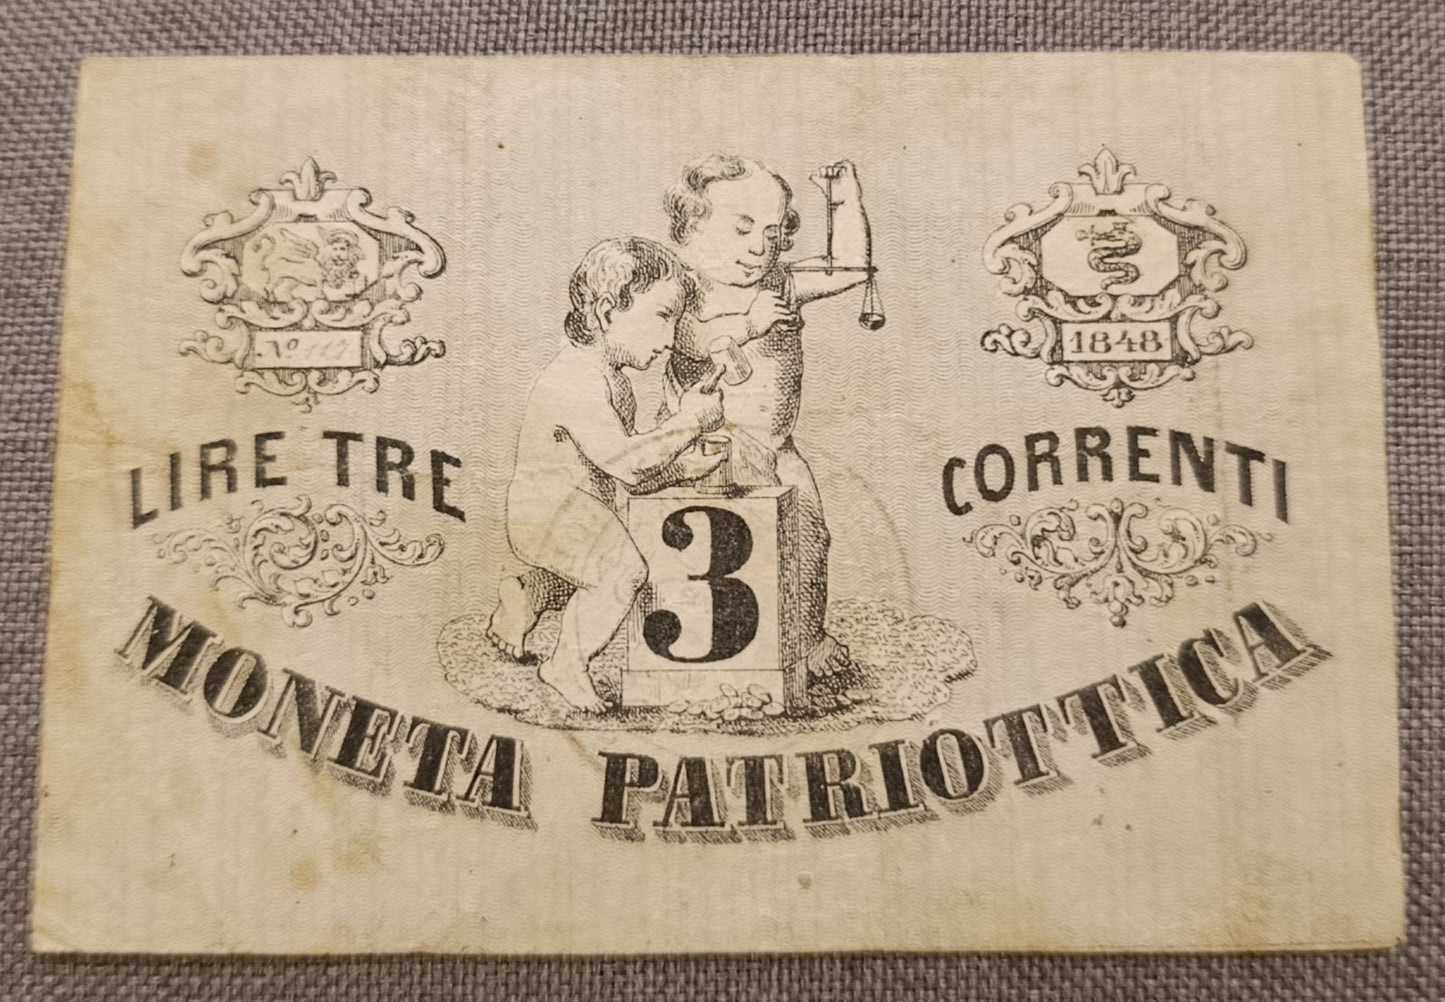 Nº 117
1848
LIRE TRE
CORRENTI
3
MONETA PATRIOTTICA